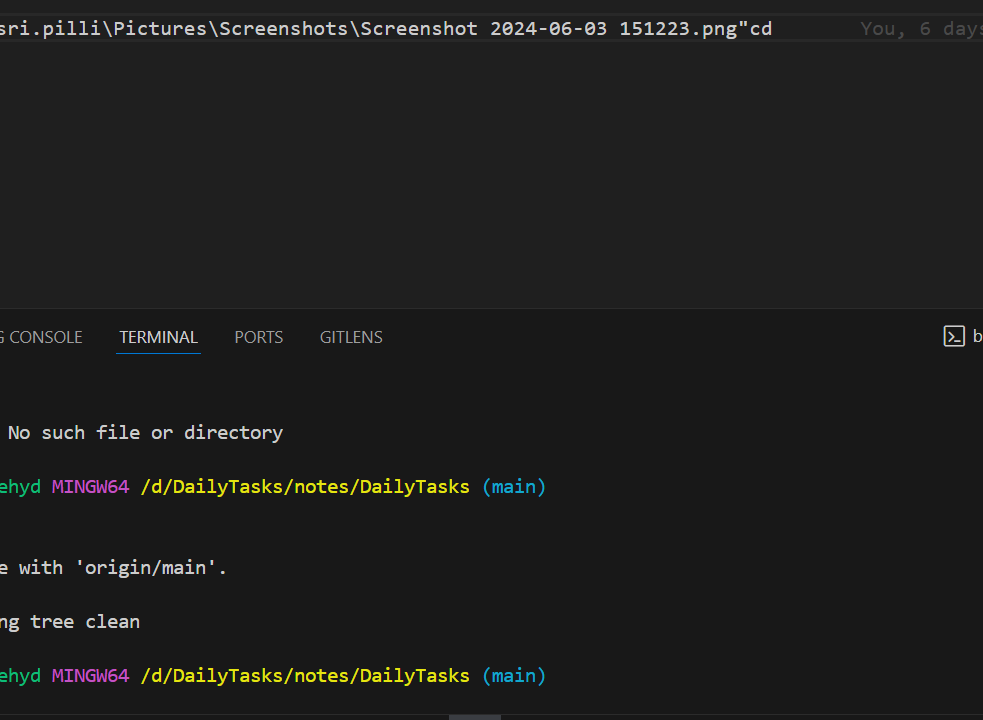 sri.pilli\Pictures\Screenshots\Screenshot 2024-06-03 151223.png"cd You, 6 days
G CONSOLE TERMINAL PORTS GITLENS b
No such file or directory
ehyd MINGW64 /d/DailyTasks/notes/DailyTasks (main)
e with 'origin/main'.
ng tree clean
ehyd MINGW64 /d/DailyTasks/notes/DailyTasks (main)